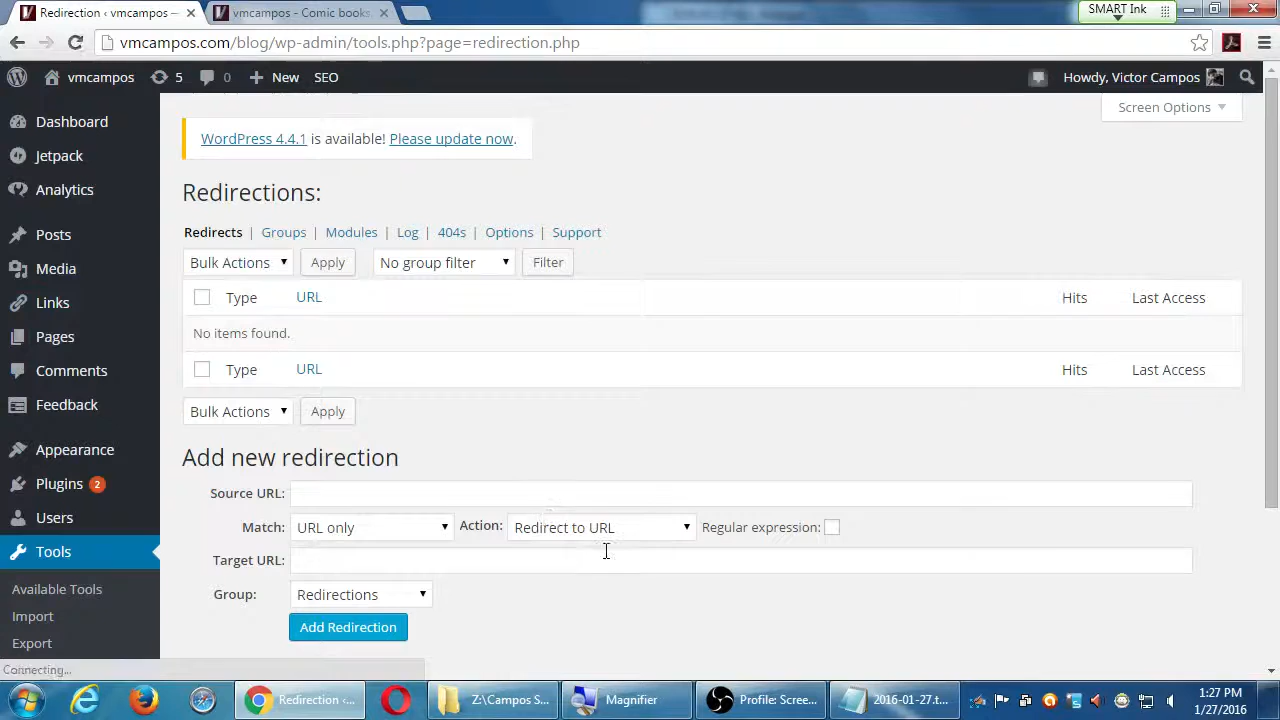 Redirection ‹ vmcampos —
vmcampos - Comic books,
SMART Ink
vmcampos.com/blog/wp-admin/tools.php?page=redirection.php
vmcampos 5 0 New SEO Howdy, Victor Campos
Screen Options
Dashboard
Jetpack
Analytics
Posts
Media
Links
Pages
Comments
Feedback
Appearance
Plugins 2
Users
Tools
Available Tools
Import
Export
WordPress 4.4.1 is available! Please update now.
Redirections:
Redirects | Groups | Modules | Log | 404s | Options | Support
Bulk Actions Apply No group filter Filter
Type URL Hits Last Access
No items found.
Type URL Hits Last Access
Bulk Actions Apply
Add new redirection
Source URL:
Match: URL only Action: Redirect to URL Regular expression:
Target URL:
Group: Redirections
Add Redirection
Connecting...
Redirection <... Z:\Campos S... Magnifier Profile: Scree... 2016-01-27.t...
1:27 PM
1/27/2016